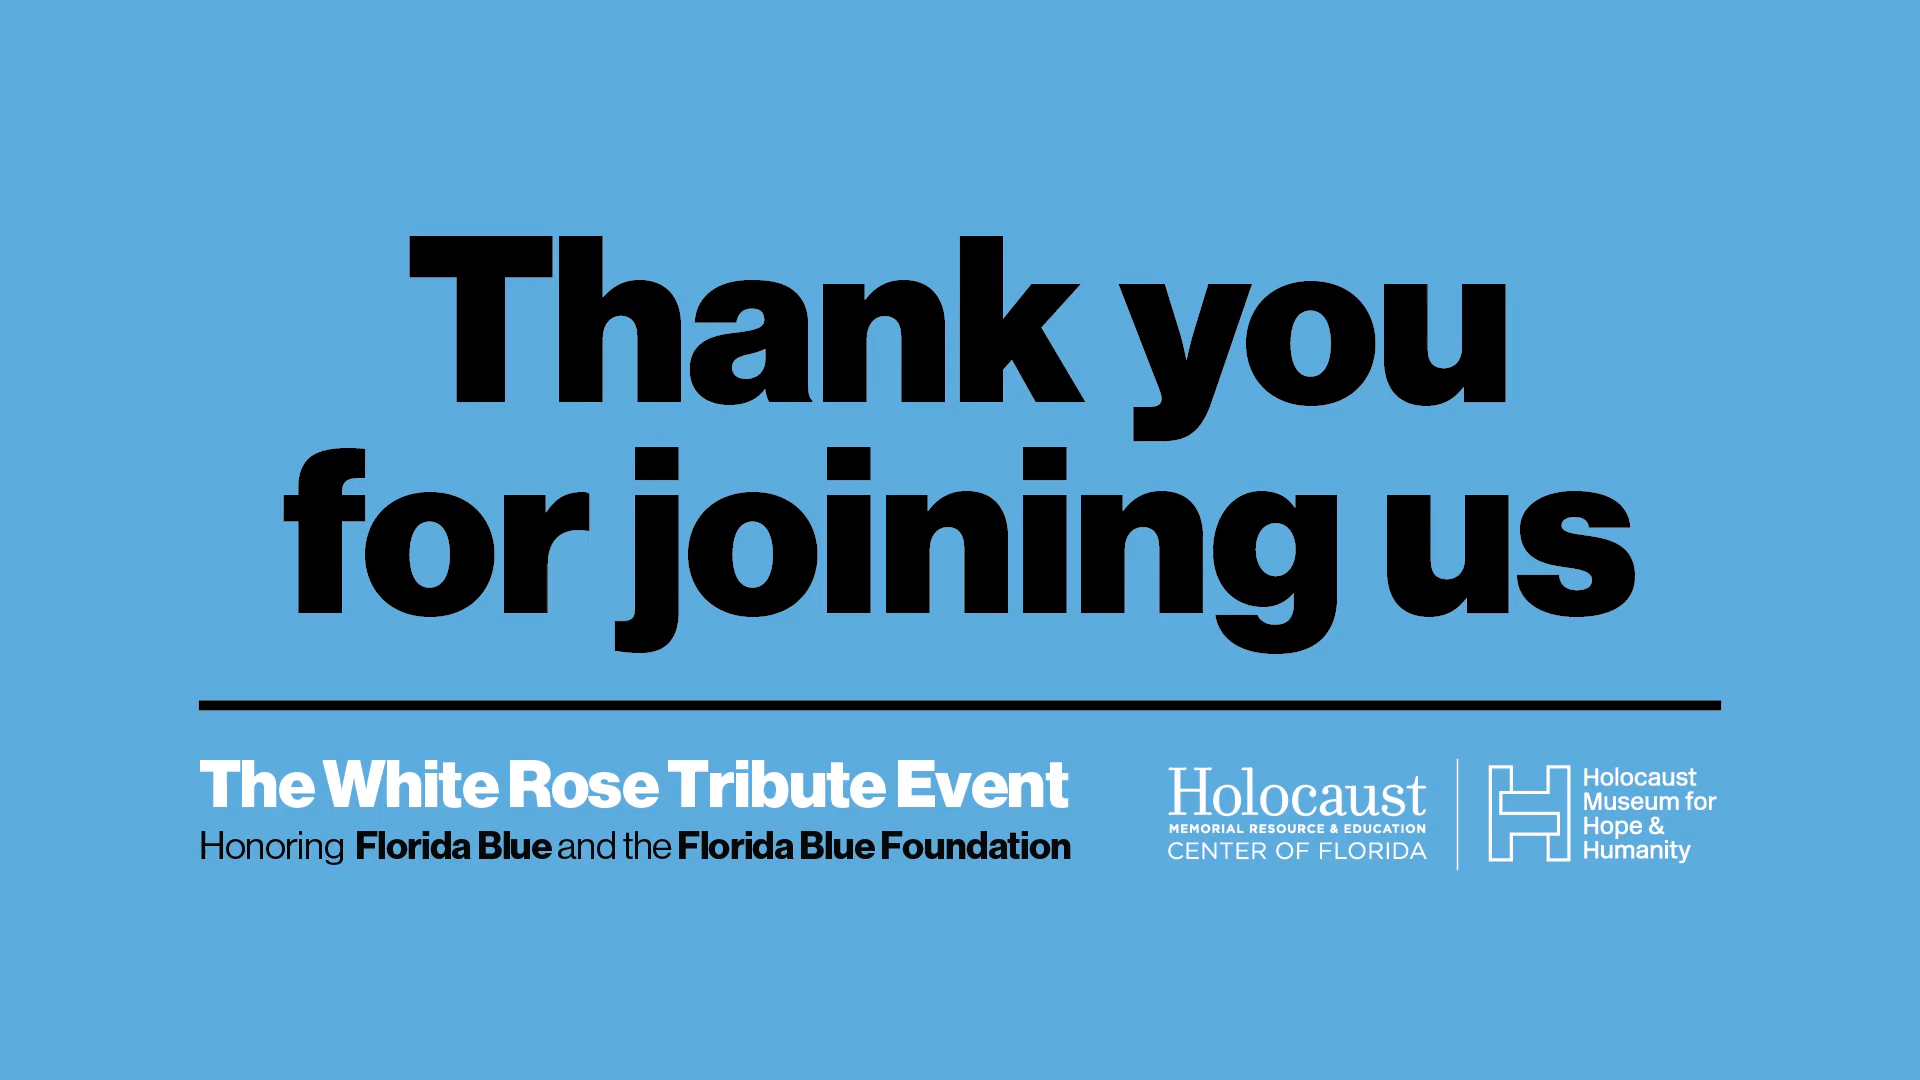 Thank you
for joining us
The White Rose Tribute Event
Honoring Florida Blue and the Florida Blue Foundation
Holocaust
MEMORIAL RESOURCE & EDUCATION
CENTER OF FLORIDA
Holocaust
Museum for
Hope &
Humanity